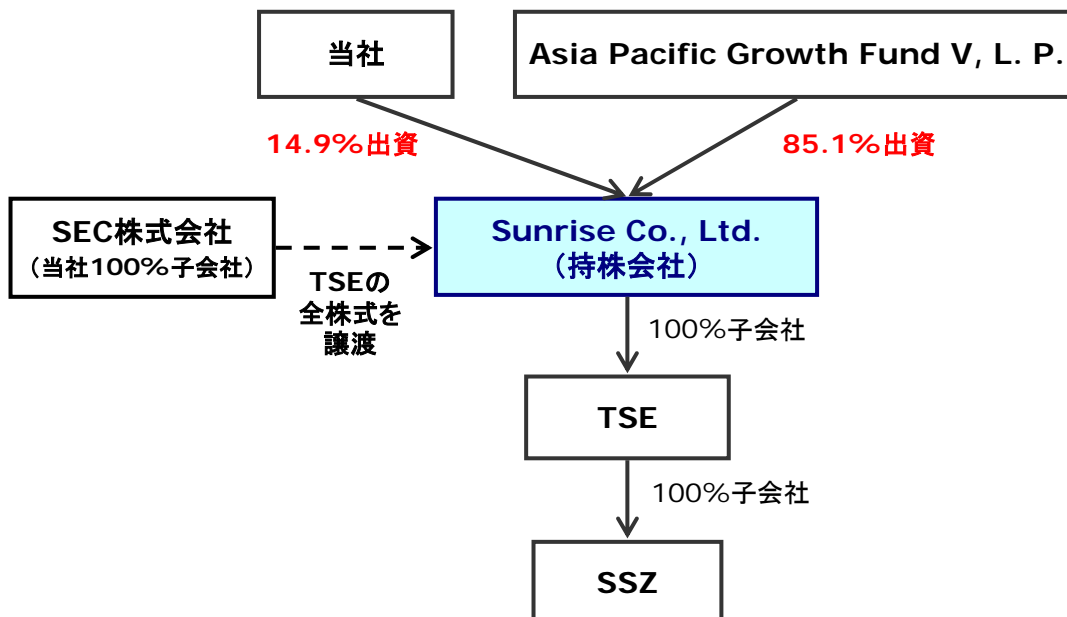 当社
Asia Pacific Growth Fund V, L. P.
14.9%出資
85.1%出資
SEC株式会社
（当社100%子会社）
Sunrise Co., Ltd.
（持株会社）
TSEの
全株式を
譲渡
100%子会社
TSE
100%子会社
SSZ